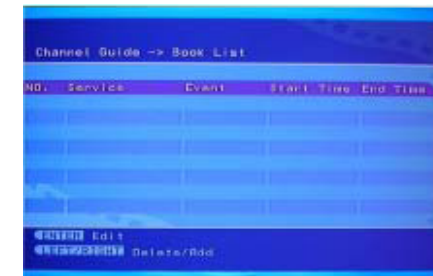 Channel Guide -> Book List
NO. Service Event Start Time End Time
ENTER Edit
LEFT/RIGHT Delete/Add